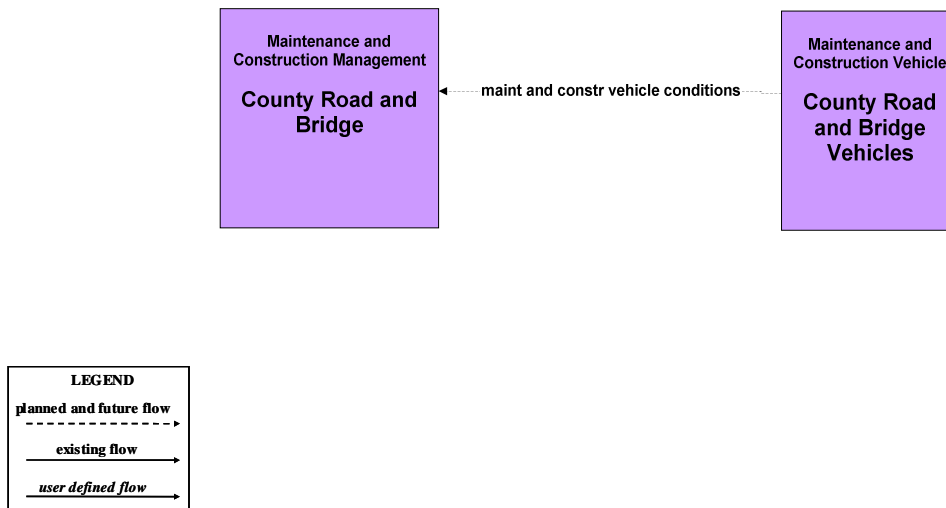 Maintenance and
Construction Management
County Road and
Bridge
maint and constr vehicle conditions
Maintenance and
Construction Vehicle
County Road
and Bridge
Vehicles
LEGEND
planned and future flow
existing flow
user defined flow